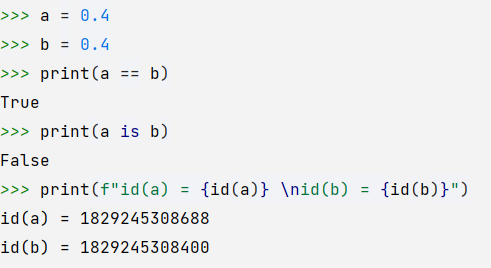 >>> a = 0.4
>>> b = 0.4
>>> print(a == b)
True
>>> print(a is b)
False
>>> print(f"id(a) = {id(a)} \nid(b) = {id(b)}")
id(a) = 1829245308688
id(b) = 1829245308400